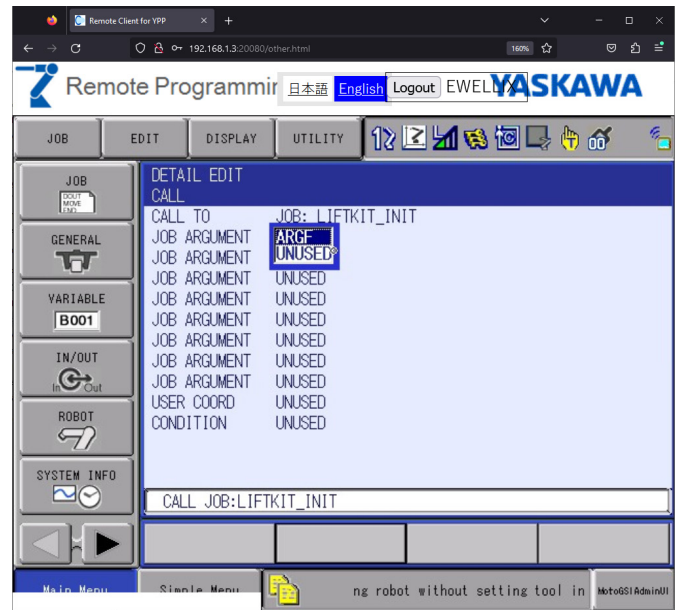 Remote Client for YPP
192.168.1.3:20080/other.html
160%
Remote Programmin
日本語 English Logout EWELLIX
YASKAWA
JOB EDIT DISPLAY UTILITY
JOB
DOUT
MOVE
END
GENERAL
VARIABLE
B001
IN/OUT
In Out
ROBOT
SYSTEM INFO
DETAIL EDIT
CALL
CALL TO JOB: LIFTKIT_INIT
JOB ARGUMENT ARGF
JOB ARGUMENT UNUSED
JOB ARGUMENT UNUSED
JOB ARGUMENT UNUSED
JOB ARGUMENT UNUSED
JOB ARGUMENT UNUSED
JOB ARGUMENT UNUSED
JOB ARGUMENT UNUSED
USER COORD UNUSED
CONDITION UNUSED
CALL JOB:LIFTKIT_INIT
Main Menu Simple Menu ng robot without setting tool in MotoGSIAdminUI